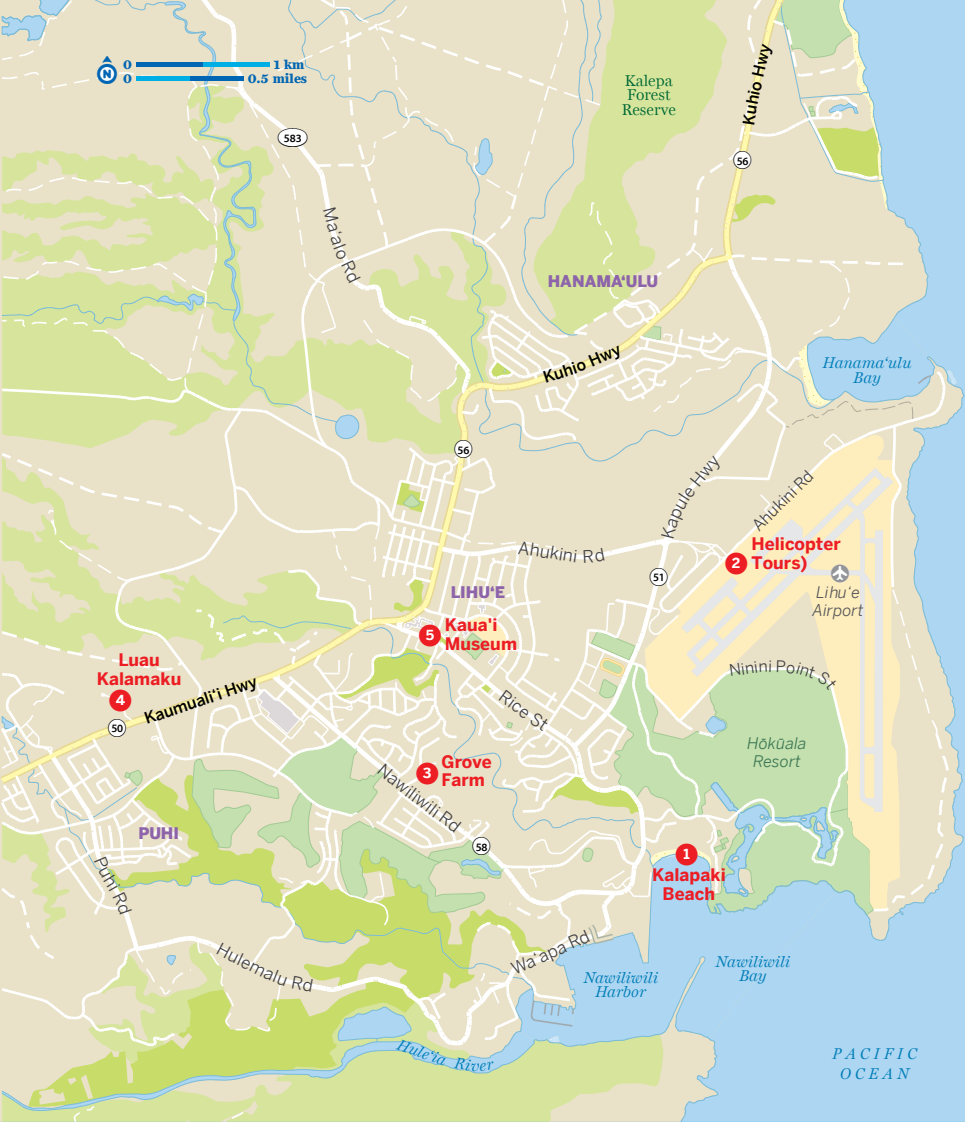 N
0
1 km
0
0.5 miles
Kalepa
Forest
Reserve
Kuhio Hwy
583
56
Ma‘alo Rd
HANAMA‘ULU
Kuhio Hwy
Hanama‘ulu
Bay
56
Kapule Hwy
Ahukini Rd
Ahukini Rd
2
Helicopter
Tours)
51
Lihu‘e
Airport
LIHU‘E
5
Kaua'i
Museum
Luau
Kalamaku
4
50
Kaumuali‘i Hwy
Ninini Point St
Rice St
Hōkūala
Resort
3
Grove
Farm
Nawiliwili Rd
58
PUHI
Puhi Rd
1
Kalapaki
Beach
Hulemalu Rd
Wa‘apa Rd
Nawiliwili
Harbor
Nawiliwili
Bay
Hule‘ia River
PACIFIC
OCEAN